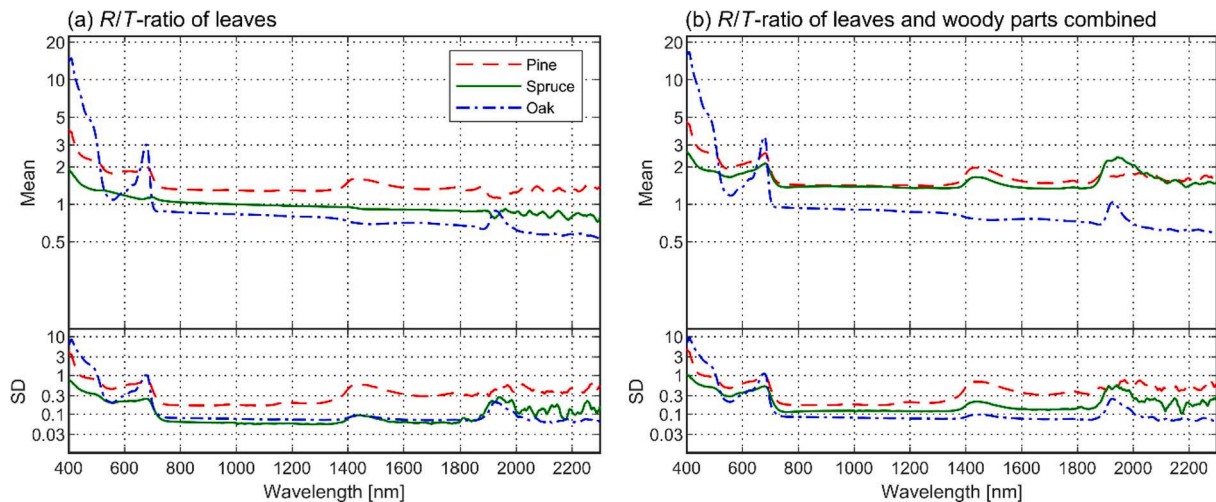 (a) R/T-ratio of leaves
(b) R/T-ratio of leaves and woody parts combined
20
10
5
3
2
1
0.5
Mean
Pine
Spruce
Oak
10
3
1
0.3
0.1
0.03
SD
400 600 800 1000 1200 1400 1600 1800 2000 2200
Wavelength [nm]
20
10
5
3
2
1
0.5
Mean
10
3
1
0.3
0.1
0.03
SD
400 600 800 1000 1200 1400 1600 1800 2000 2200
Wavelength [nm]